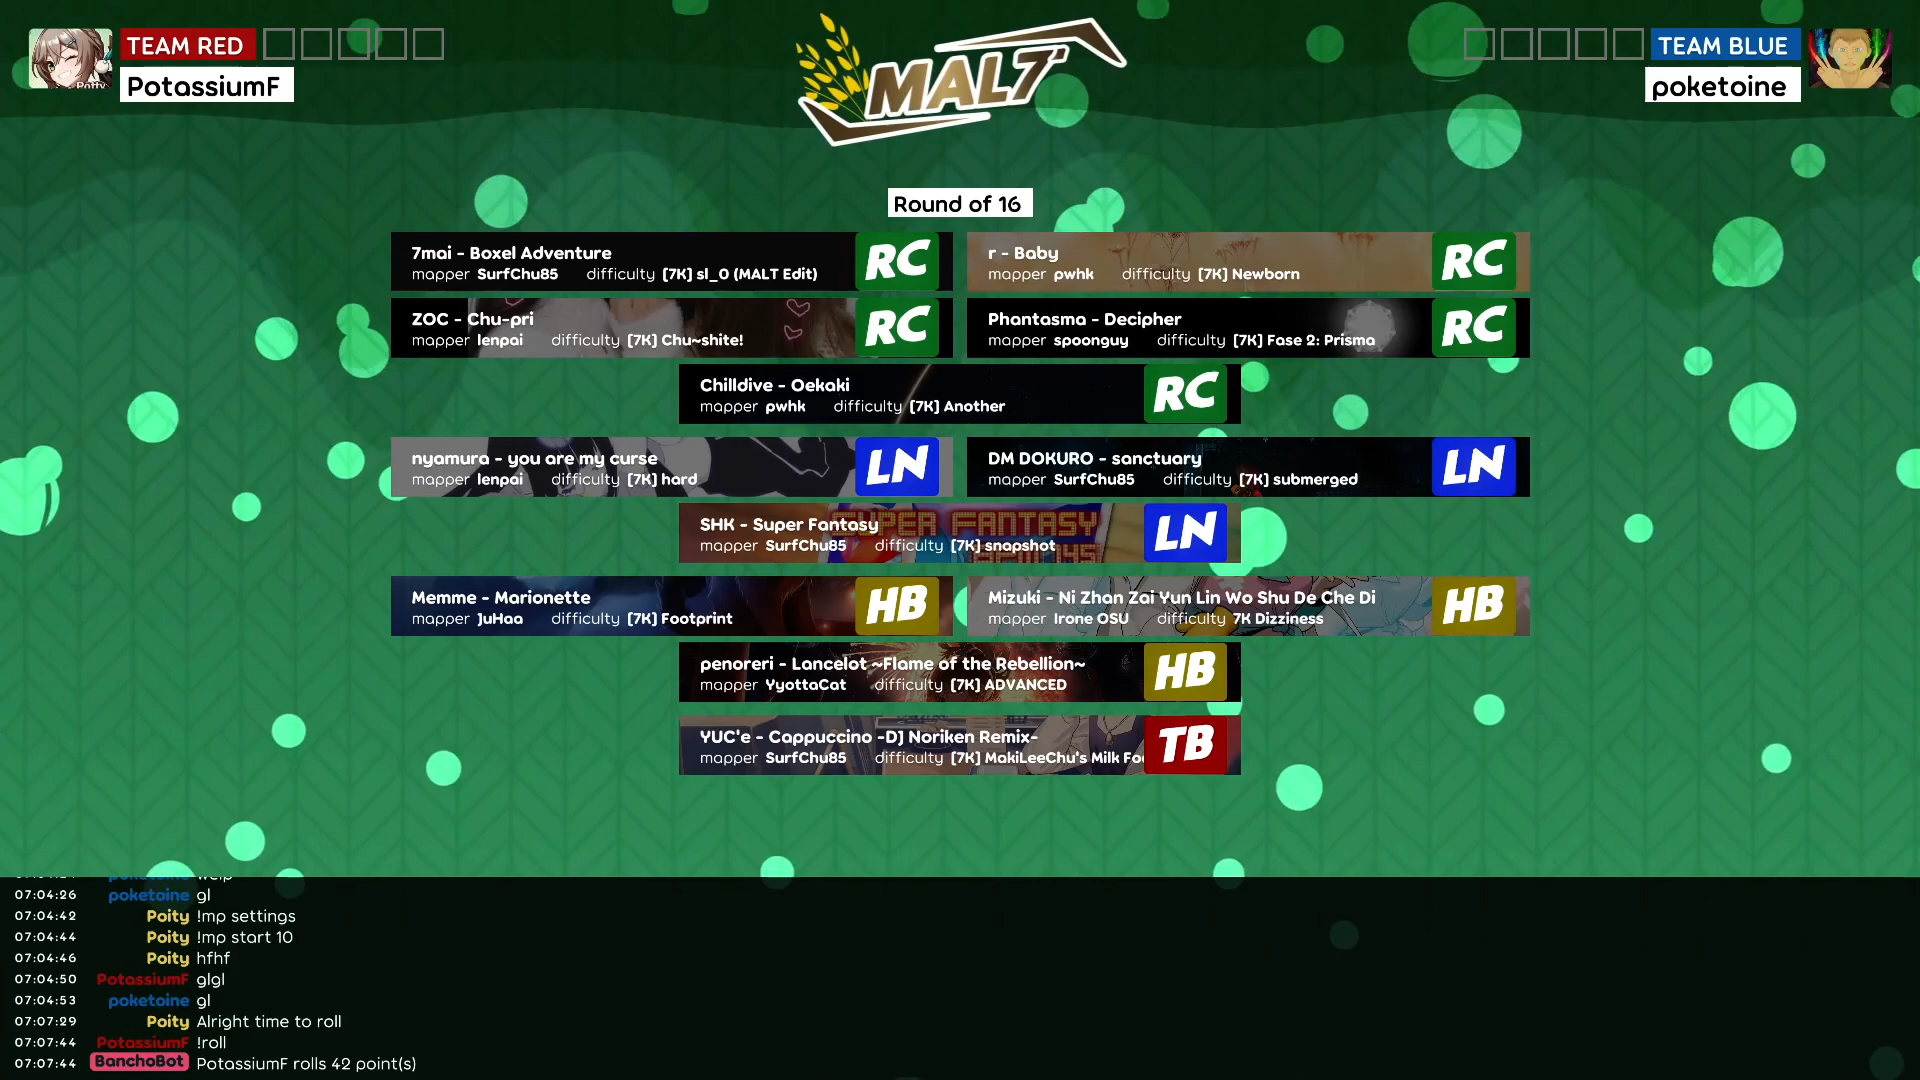 TEAM RED
PotassiumF
MAL7
TEAM BLUE
poketoine
Round of 16
7mai - Boxel Adventure
mapper SurfChu85 difficulty [7K] sl_0 (MALT Edit)
RC
r - Baby
mapper pwhk difficulty [7K] Newborn
RC
ZOC - Chu-pri
mapper lenpai difficulty [7K] Chu~shite!
RC
Phantasma - Decipher
mapper spoonguy difficulty [7K] Fase 2: Prisma
RC
Chilldive - Oekaki
mapper pwhk difficulty [7K] Another
RC
nyamura - you are my curse
mapper lenpai difficulty [7K] hard
LN
DM DOKURO - sanctuary
mapper SurfChu85 difficulty [7K] submerged
LN
SHK - Super Fantasy
mapper SurfChu85 difficulty [7K] snapshot
SUPER FANTASY
LN
Memme - Marionette
mapper JuHaa difficulty [7K] Footprint
HB
Mizuki - Ni Zhan Zai Yun Lin Wo Shu De Che Di
mapper Irone OSU difficulty 7K Dizziness
HB
penoreri - Lancelot ~Flame of the Rebellion~
mapper YyottaCat difficulty [7K] ADVANCED
HB
YUC'e - Cappuccino -DJ Noriken Remix-
mapper SurfChu85 difficulty [7K] MakiLeeChu's Milk
TB
07:04:26 poketoine gl
07:04:42 Poity !mp settings
07:04:44 Poity !mp start 10
07:04:46 Poity hfhf
07:04:50 PotassiumF glgl
07:04:53 poketoine gl
07:07:29 Poity Alright time to roll
07:07:44 PotassiumF !roll
07:07:44 BanchoBot PotassiumF rolls 42 point(s)